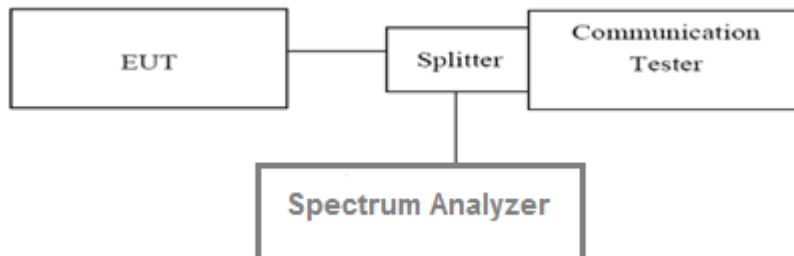 EUT
Splitter
Communication
Tester
Spectrum Analyzer